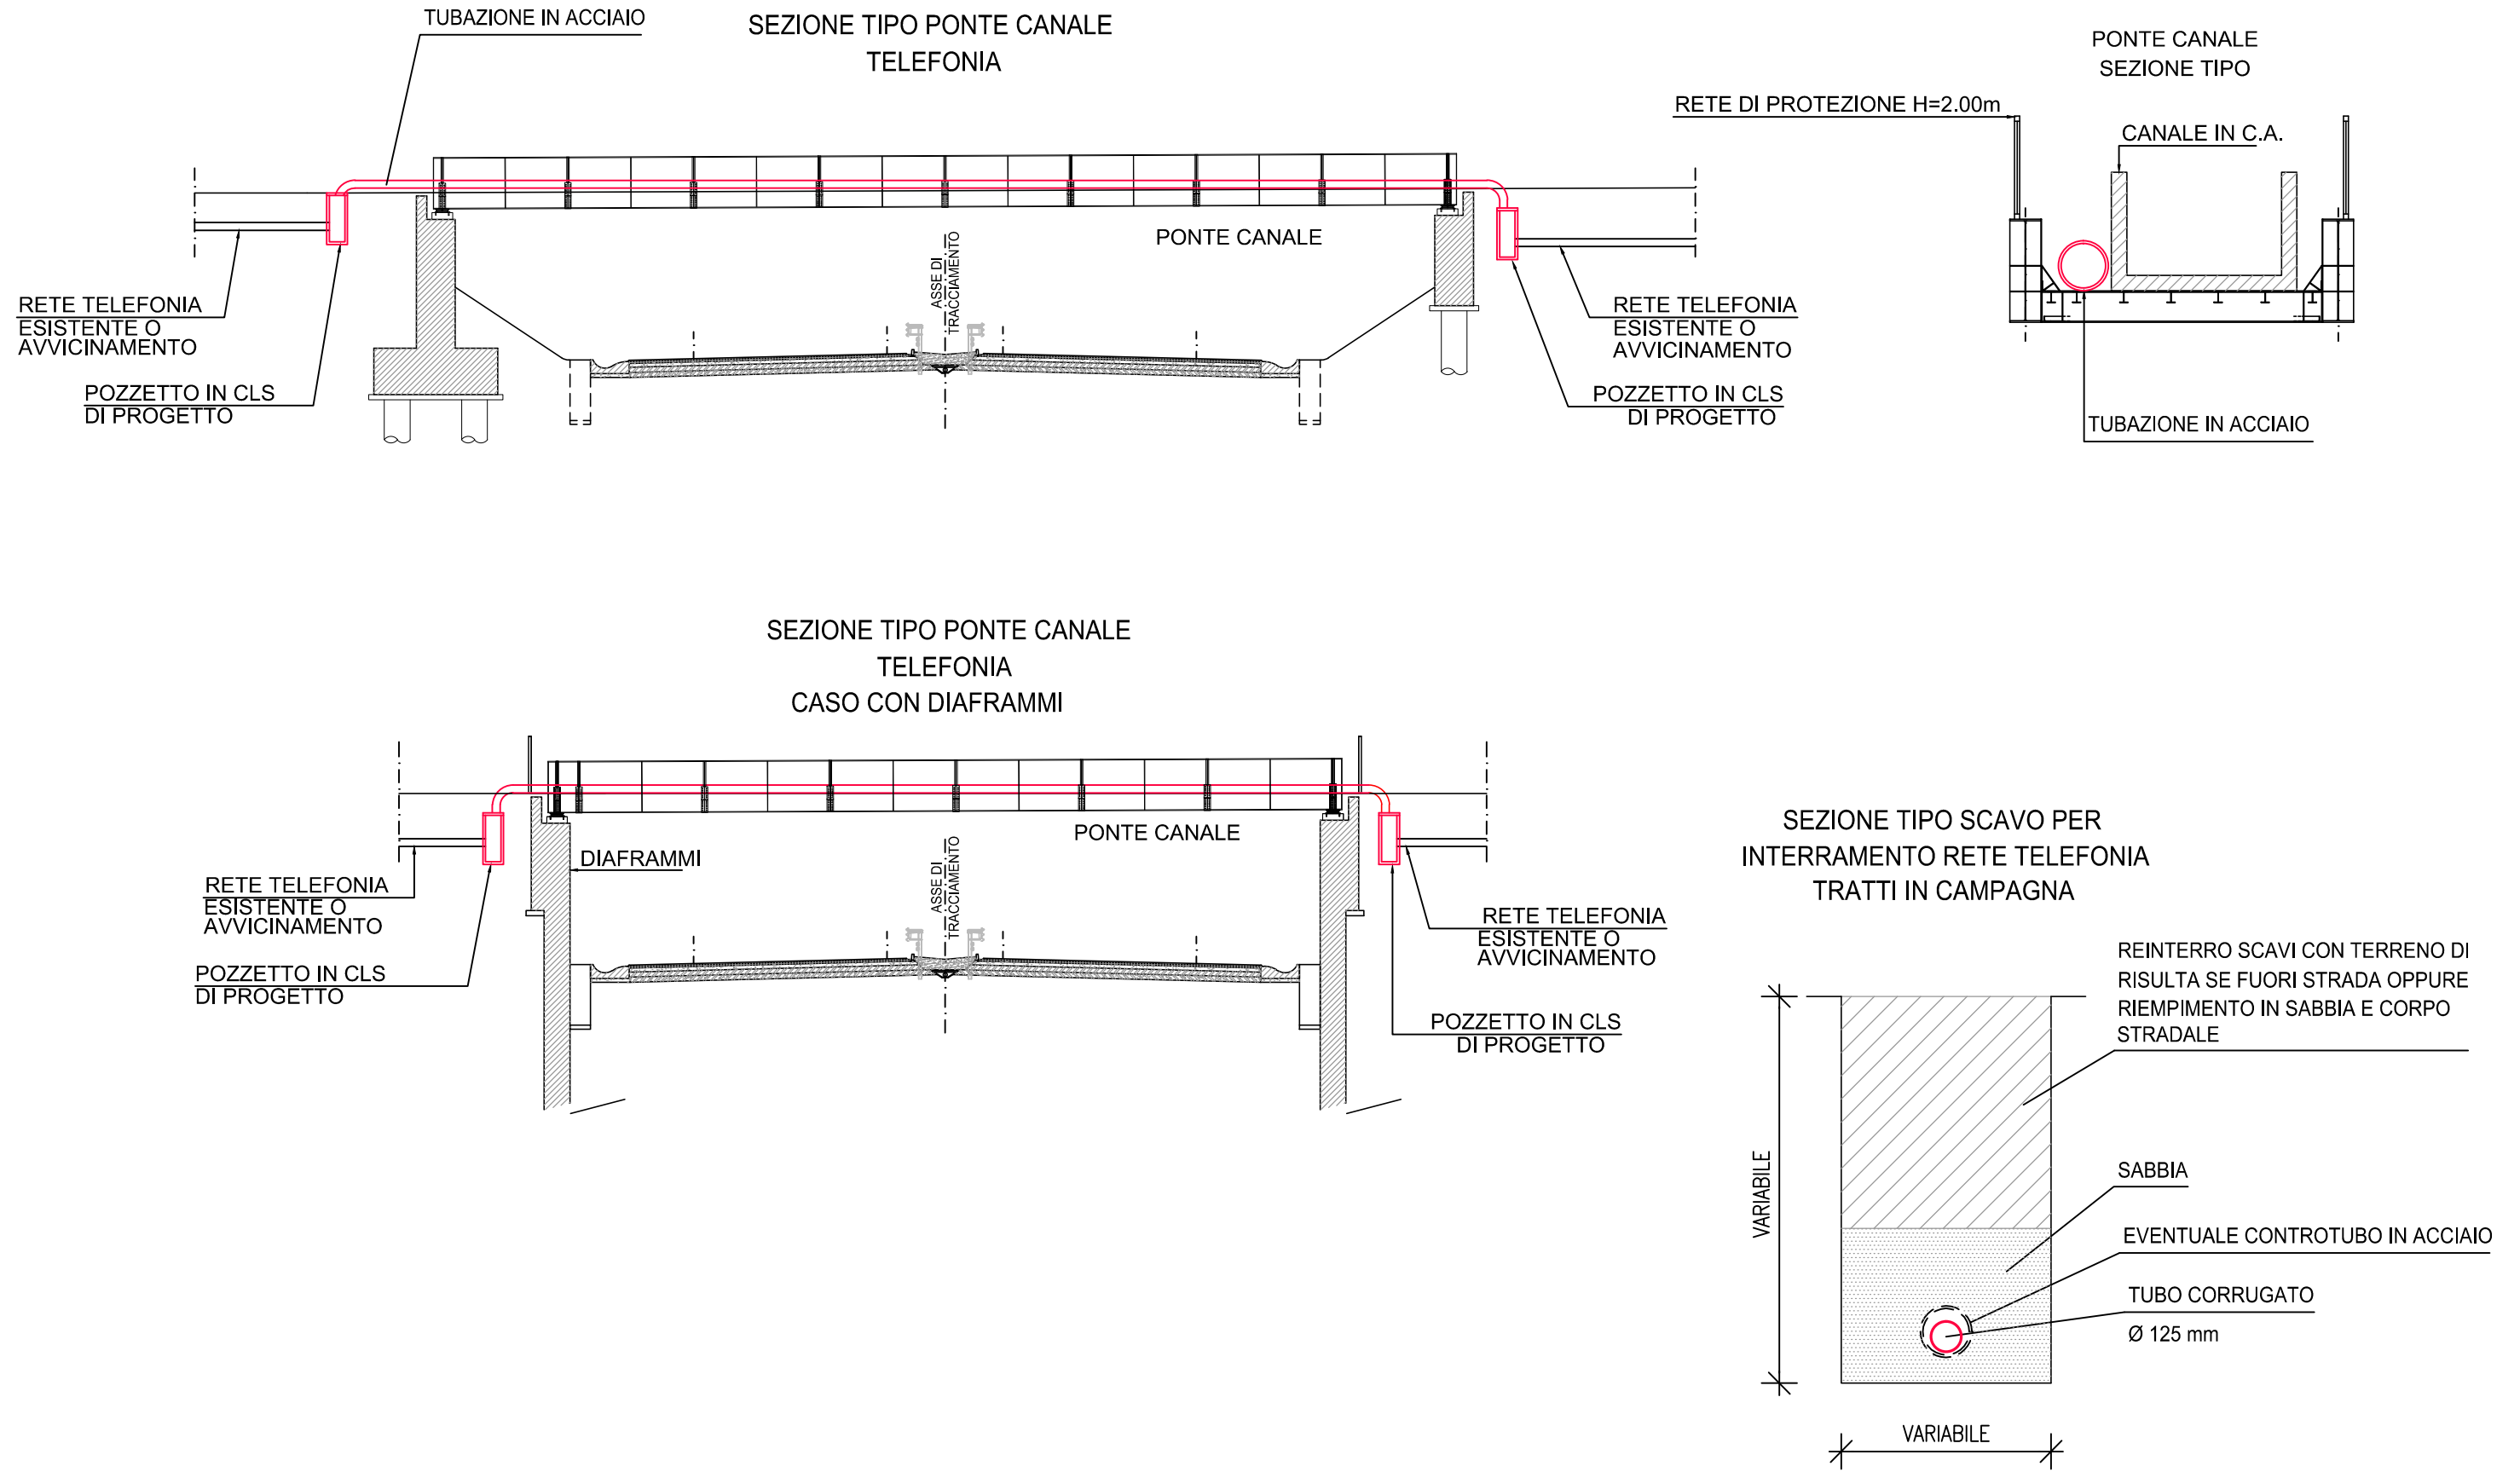 TUBAZIONE IN ACCIAIO
SEZIONE TIPO PONTE CANALE
TELEFONIA
PONTE CANALE
SEZIONE TIPO
RETE DI PROTEZIONE H=2.00m
CANALE IN C.A.
PONTE CANALE
ASSE DI
TRACCIAMENTO
RETE TELEFONIA
ESISTENTE O
AVVICINAMENTO
POZZETTO IN CLS
DI PROGETTO
RETE TELEFONIA
ESISTENTE O
AVVICINAMENTO
POZZETTO IN CLS
DI PROGETTO
TUBAZIONE IN ACCIAIO
SEZIONE TIPO PONTE CANALE
TELEFONIA
CASO CON DIAFRAMMI
PONTE CANALE
DIAFRAMMI
ASSE DI
TRACCIAMENTO
RETE TELEFONIA
ESISTENTE O
AVVICINAMENTO
POZZETTO IN CLS
DI PROGETTO
RETE TELEFONIA
ESISTENTE O
AVVICINAMENTO
POZZETTO IN CLS
DI PROGETTO
SEZIONE TIPO SCAVO PER
INTERRAMENTO RETE TELEFONIA
TRATTI IN CAMPAGNA
REINTERRO SCAVI CON TERRENO DI
RISULTA SE FUORI STRADA OPPURE
RIEMPIMENTO IN SABBIA E CORPO
STRADALE
VARIABILE
SABBIA
EVENTUALE CONTROTUBO IN ACCIAIO
TUBO CORRUGATO
Ø 125 mm
VARIABILE